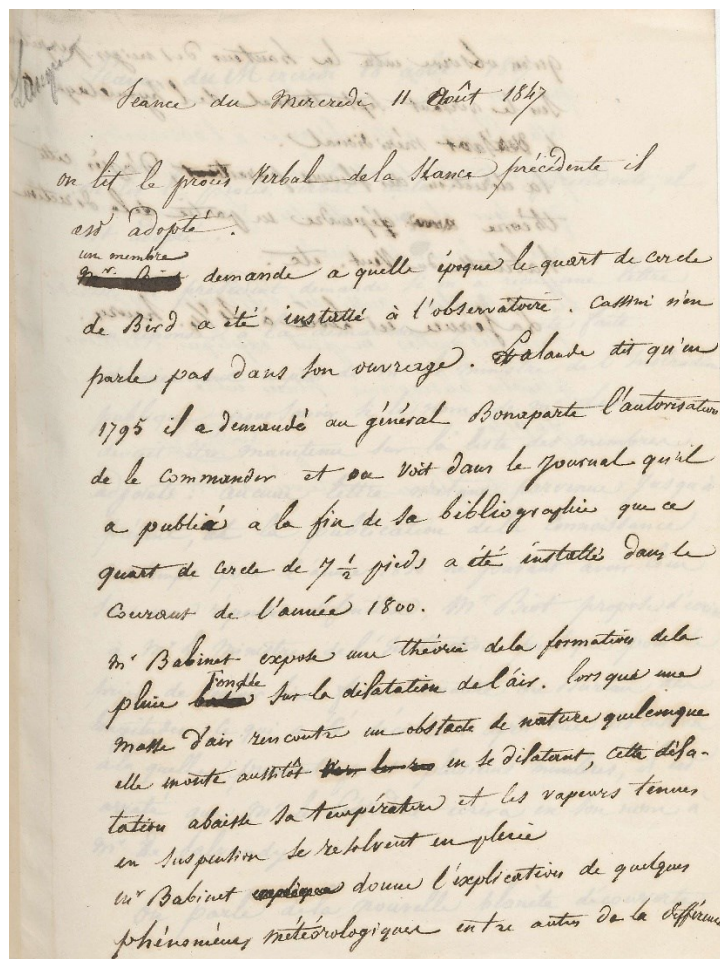 Séance du Mercredi 11 Août 1847
on lit le procès Verbal de la Séance précédente il
est adopté.
un membre
demande a quelle époque le quart de cercle
de Bird a été installé à l'observatoire. Cassini n'en
parle pas dans son ouvrage. Lalande dit qu'en
1795 il a demandé au général Bonaparte l'autorisation
de le commander et on voit dans le Journal qu'il
a publié a la fin de sa bibliographie que ce
quart de cercle de 7 1/2 pieds a été installé dans le
courant de l'année 1800.
Mr Babinet expose une théorie de la formation de la
Fondée
pluie sur la dilatation de l'air. lorsque une
masse d'air rencontre un obstacle de nature quelconque
elle monte aussitôt en se dilatant, cette dila-
tation abaisse sa température et les vapeurs tenues
en suspension se resolvent en pluie
Mr Babinet donne l'explication de quelques
phénomènes météorologiques entre autres de la différence